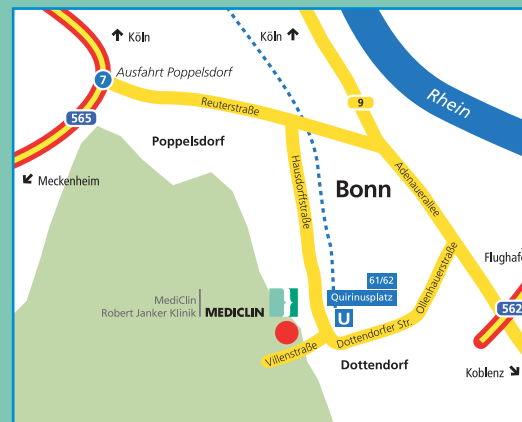 Köln
Köln
Ausfahrt Poppelsdorf
7
Reuterstraße
9
Rhein
565
Poppelsdorf
Hausdorffstraße
Adenauerallee
Meckenheim
Bonn
Ollenhauerstraße
Flughafe
61/62
Quirinusplatz
U
MediClin
Robert Janker Klinik
MEDICLIN
562
Dottendorfer Str.
Villenstraße
Dottendorf
Koblenz